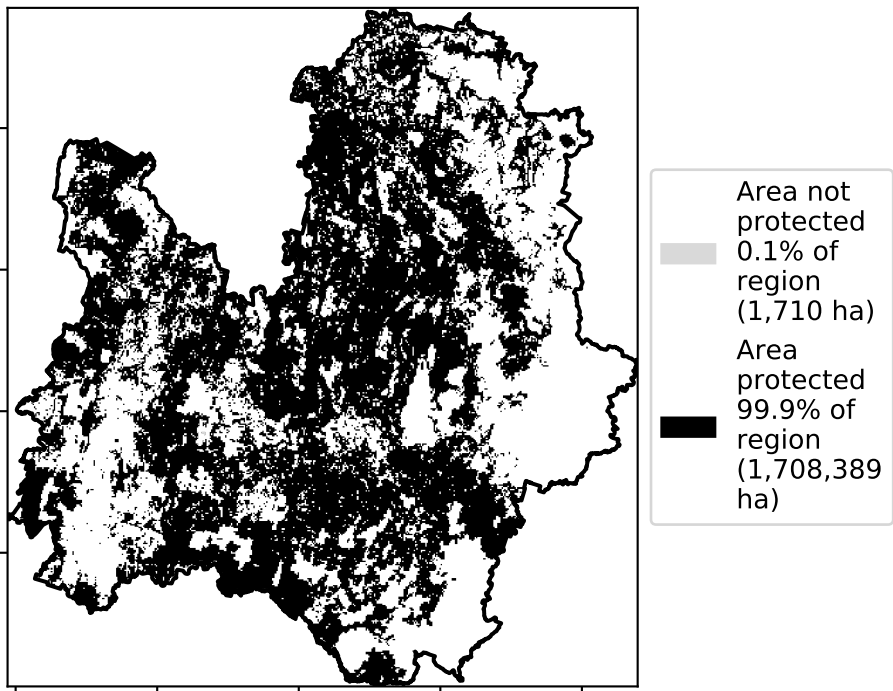 Area not
protected
0.1% of
region
(1,710 ha)
Area
protected
99.9% of
region
(1,708,389
ha)